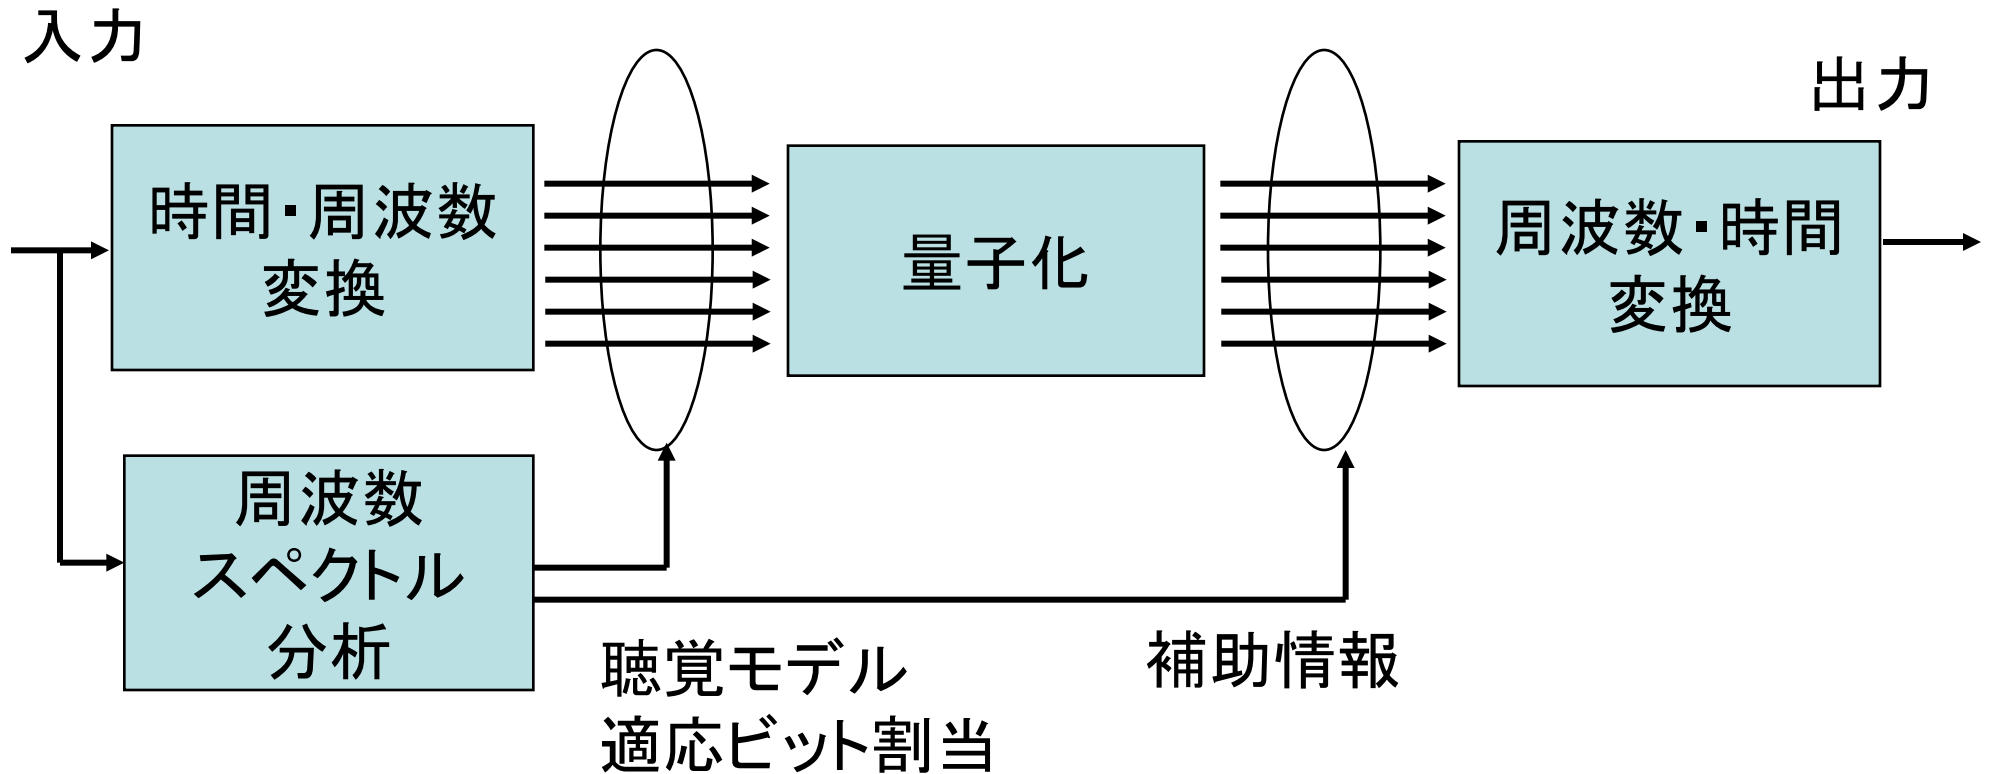 入力
時間・周波数
変換
量子化
出力
周波数・時間
変換
周波数
スペクトル
分析
聴覚モデル
適応ビット割当
補助情報